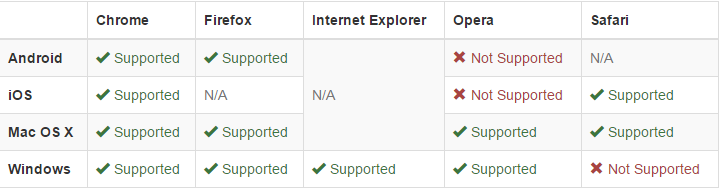 Chrome Firefox Internet Explorer Opera Safari
Android Supported Supported Not Supported N/A
iOS Supported N/A N/A Not Supported Supported
Mac OS X Supported Supported Supported Supported
Windows Supported Supported Supported Supported Not Supported